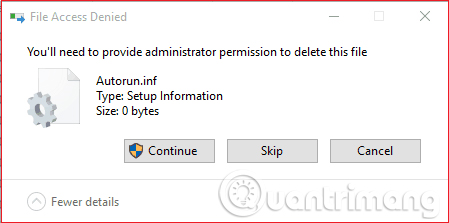 File Access Denied
You'll need to provide administrator permission to delete this file
Autorun.inf
Type: Setup Information
Size: 0 bytes
Continue Skip Cancel
Fewer details
Quantrimang